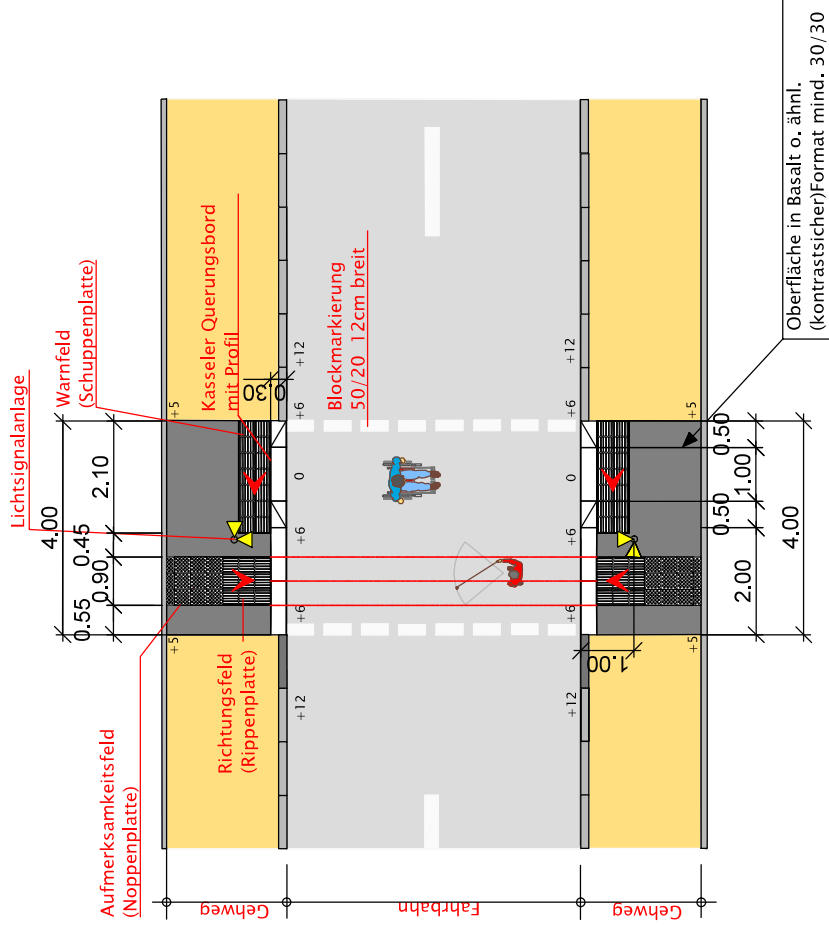 Lichtsignalanlage
Warnfeld
(Schuppenplatte)
Kasseler Querungsbord
mit Profil
Blockmarkierung
50/20 12cm breit
Aufmerksamkeitsfeld
(Noppenplatte)
Richtungsfeld
(Rippenplatte)
4.00
0.55
0.90
0.45
2.10
0.30
+5
+5
+12
+6
+6
0
+6
+12
Gehweg
Fahrbahn
Gehweg
+12
+6
+6
0
+6
+12
+5
+5
1.00
2.00
0.50
1.00
0.50
4.00
Oberfläche in Basalt o. ähnl.
(kontrastsicher)Format mind. 30/30